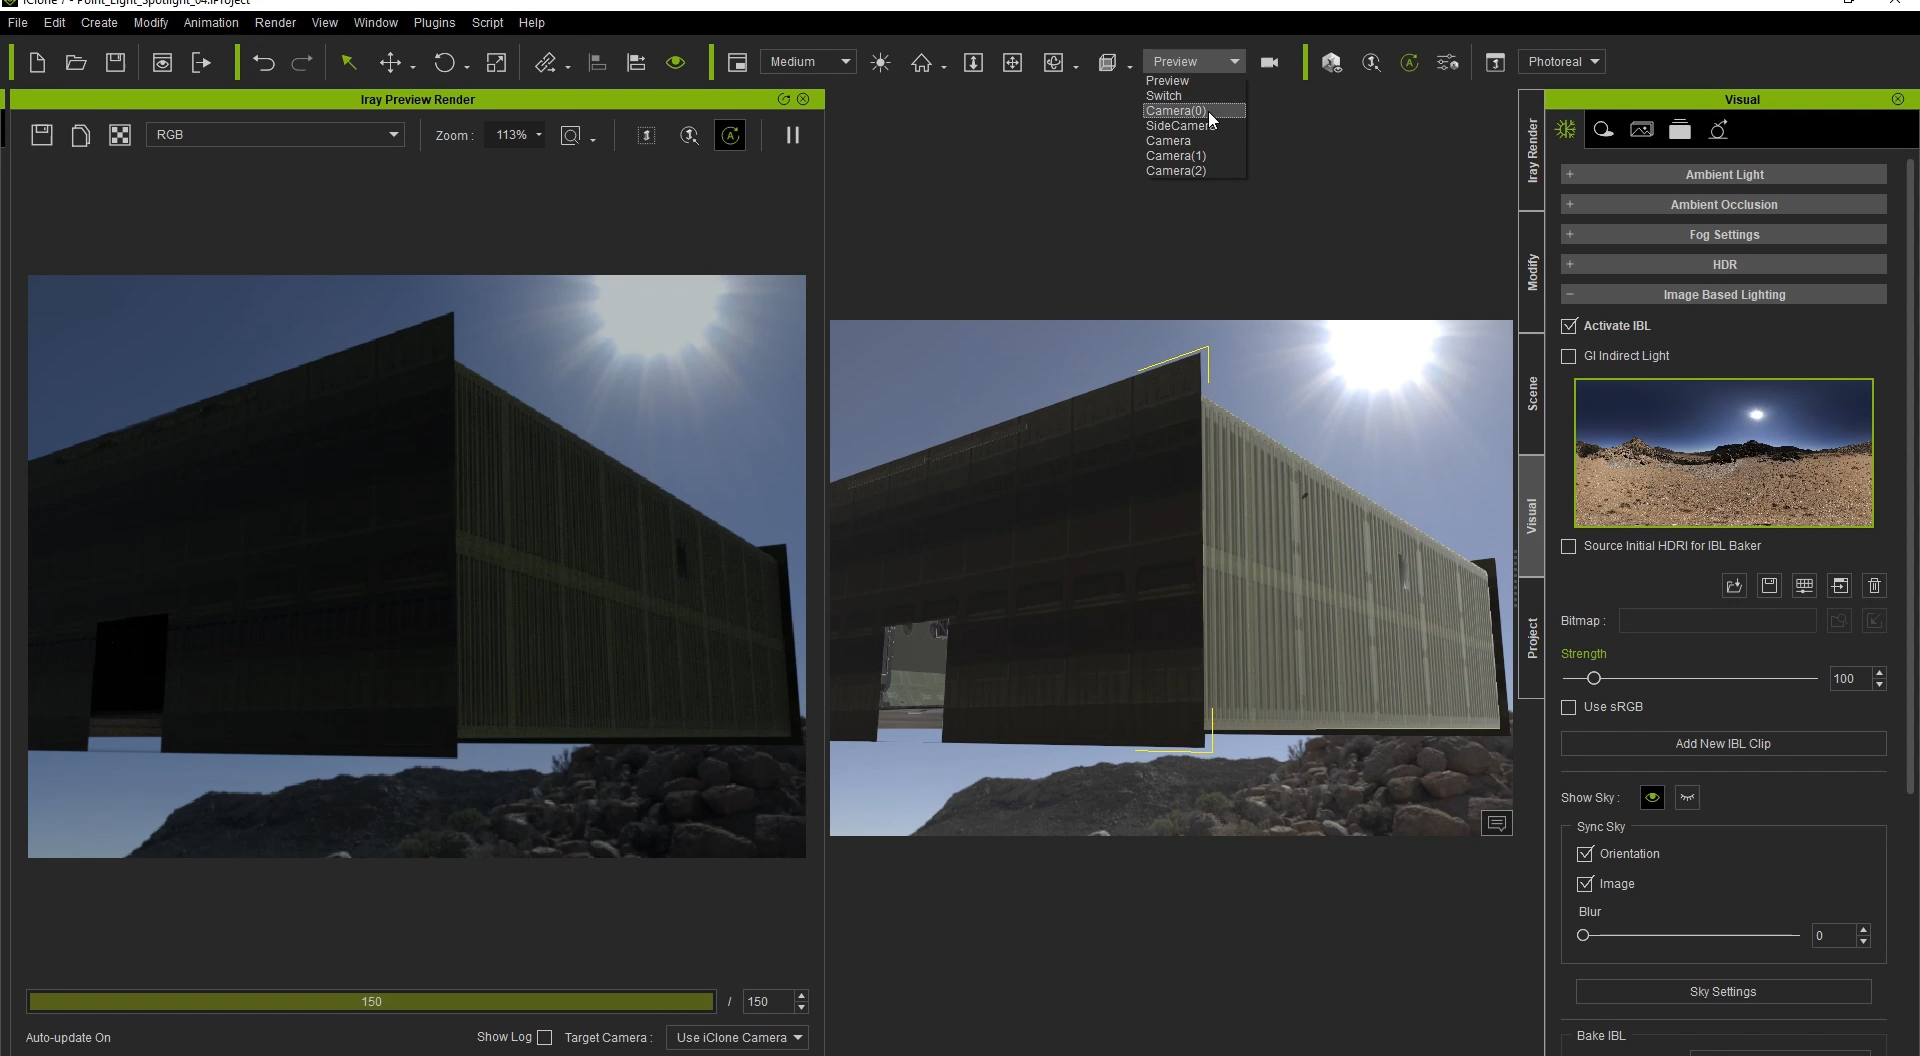 iClone 7 - Point_Light_Spotlight_04.iProject
File Edit Create Modify Animation Render View Window Plugins Script Help
Medium
Preview
Photoreal
Preview
Switch
Camera(0)
SideCamera
Camera
Camera(1)
Camera(2)
Iray Preview Render
RGB
Zoom :
113%
Iray Render
Modify
Scene
Visual
Project
Visual
+ Ambient Light
+ Ambient Occlusion
+ Fog Settings
+ HDR
- Image Based Lighting
Activate IBL
GI Indirect Light
Source Initial HDRI for IBL Baker
Bitmap :
Strength
100
Use sRGB
Add New IBL Clip
Show Sky :
Sync Sky
Orientation
Image
Blur
0
Sky Settings
Bake IBL
150 / 150
Auto-update On
Show Log
Target Camera :
Use iClone Camera